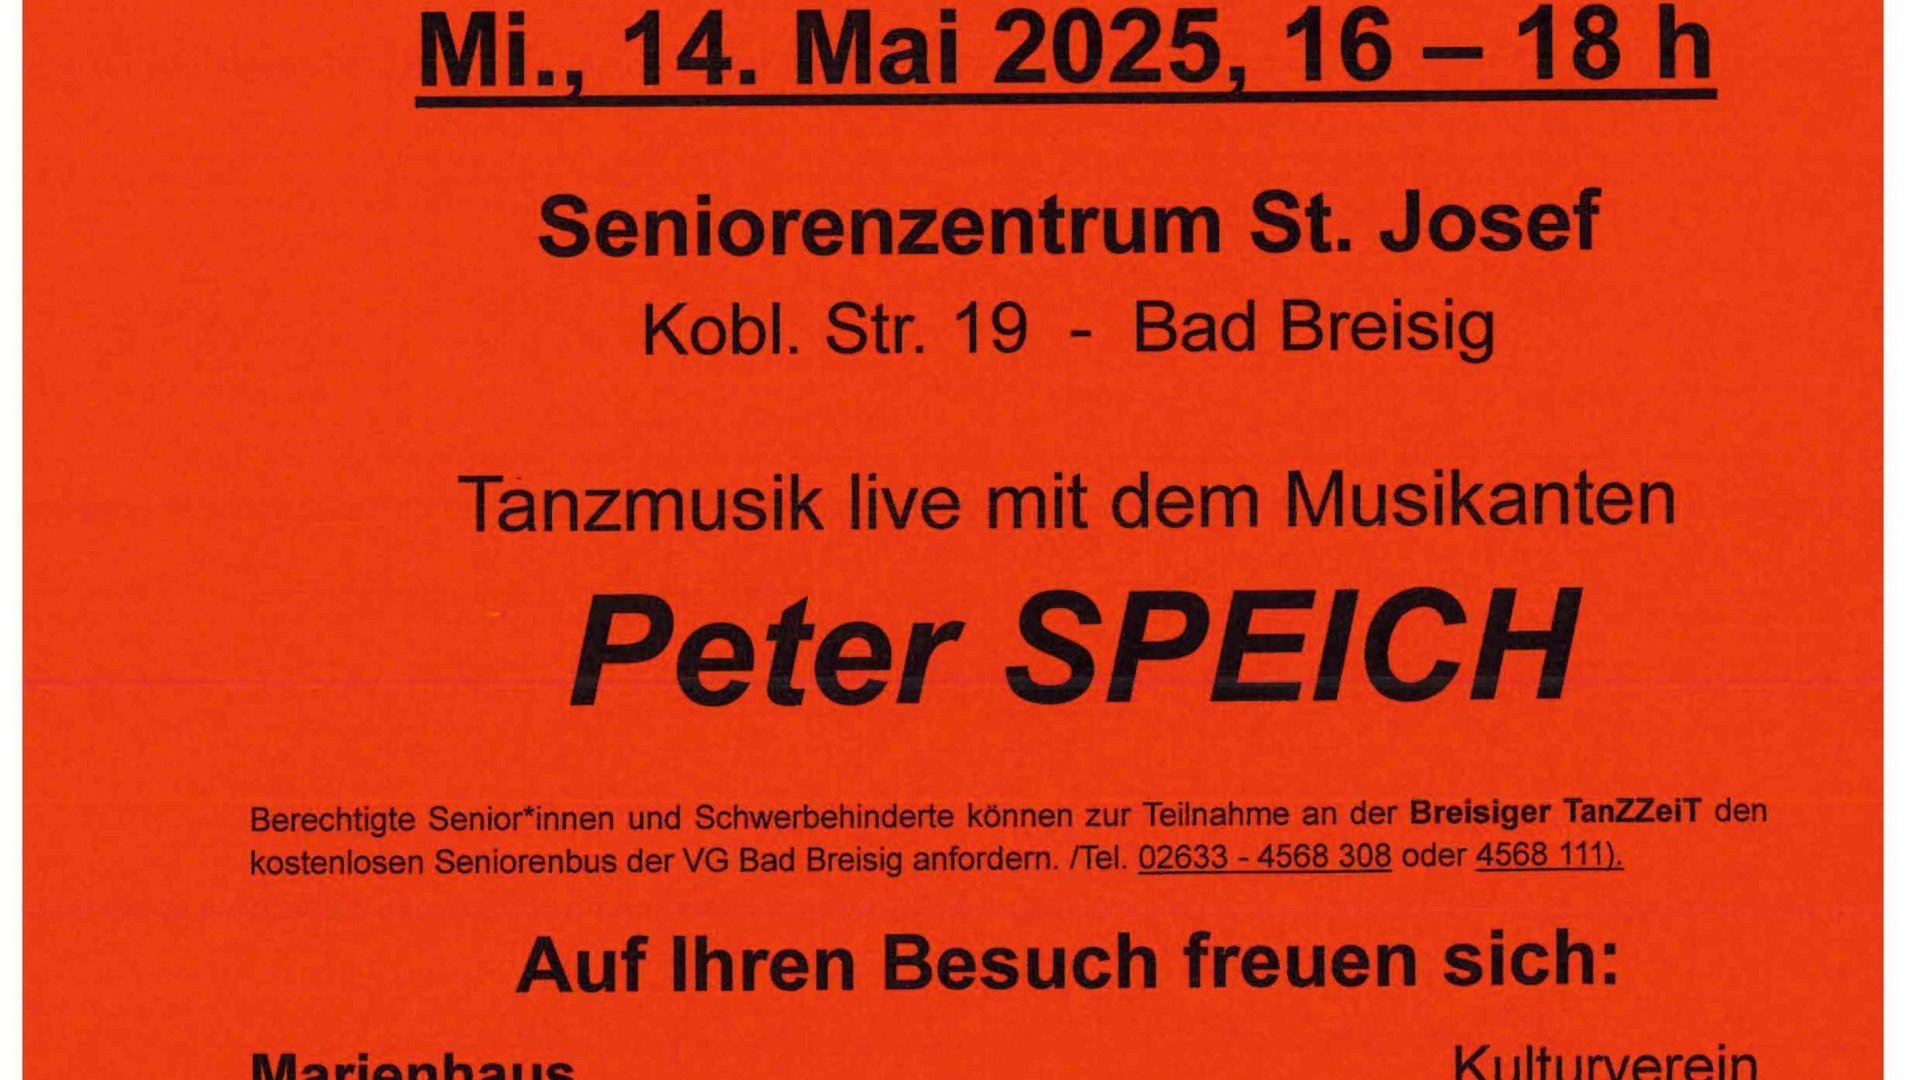 Mi., 14. Mai 2025, 16 – 18 h
Seniorenzentrum St. Josef
Kobl. Str. 19 - Bad Breisig
Tanzmusik live mit dem Musikanten
Peter SPEICH
Berechtigte Senior*innen und Schwerbehinderte können zur Teilnahme an der Breisiger TanZZeiT den
kostenlosen Seniorenbus der VG Bad Breisig anfordern. /Tel. 02633 - 4568 308 oder 4568 111).
Auf Ihren Besuch freuen sich:
Marienhaus Kulturverein